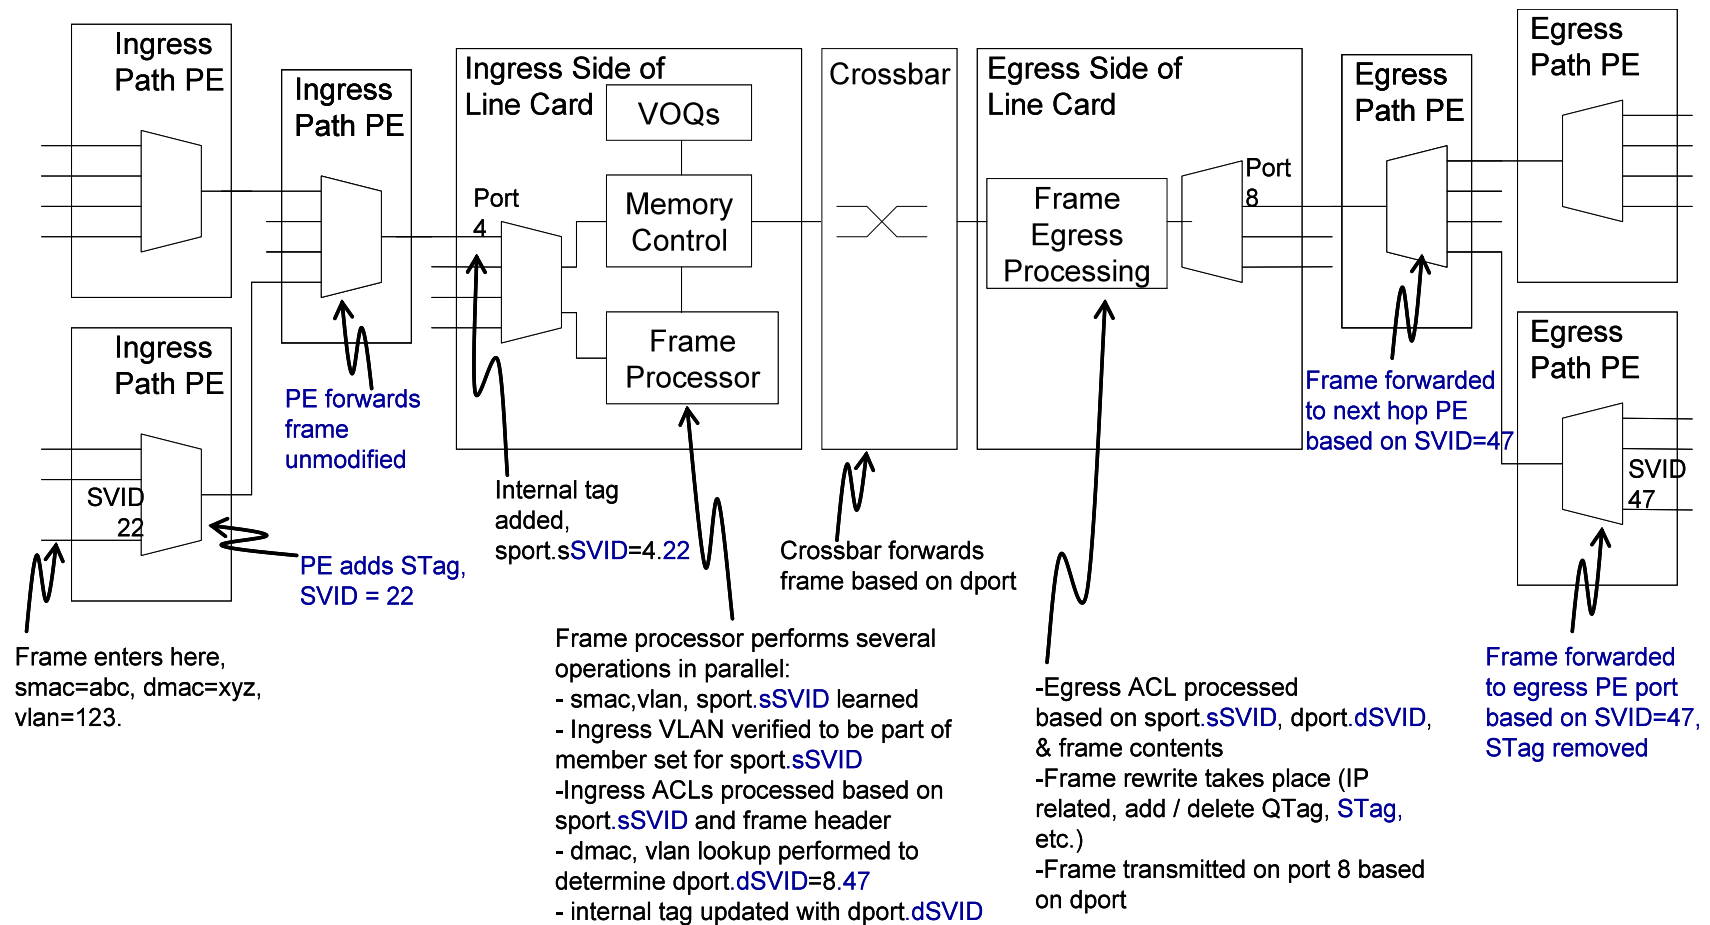 Ingress
Path PE
Ingress
Path PE
Ingress Side of
Line Card
VOQs
Memory
Control
Frame
Processor
Port
4
Crossbar
Egress Side of
Line Card
Frame
Egress
Processing
Port
8
Egress
Path PE
Egress
Path PE
Ingress
Path PE
SVID
22
Egress
Path PE
SVID
47
PE forwards
frame
unmodified
PE adds STag,
SVID = 22
Frame enters here,
smac=abc, dmac=xyz,
vlan=123.
Internal tag
added,
sport.sSVID=4.22
Frame processor performs several
operations in parallel:
- smac,vlan, sport.sSVID learned
- Ingress VLAN verified to be part of
member set for sport.sSVID
-Ingress ACLs processed based on
sport.sSVID and frame header
- dmac, vlan lookup performed to
determine dport.dSVID=8.47
- internal tag updated with dport.dSVID
Crossbar forwards
frame based on dport
-Egress ACL processed
based on sport.sSVID, dport.dSVID,
& frame contents
-Frame rewrite takes place (IP
related, add / delete QTag, STag,
etc.)
-Frame transmitted on port 8 based
on dport
Frame forwarded
to next hop PE
based on SVID=47
Frame forwarded
to egress PE port
based on SVID=47,
STag removed